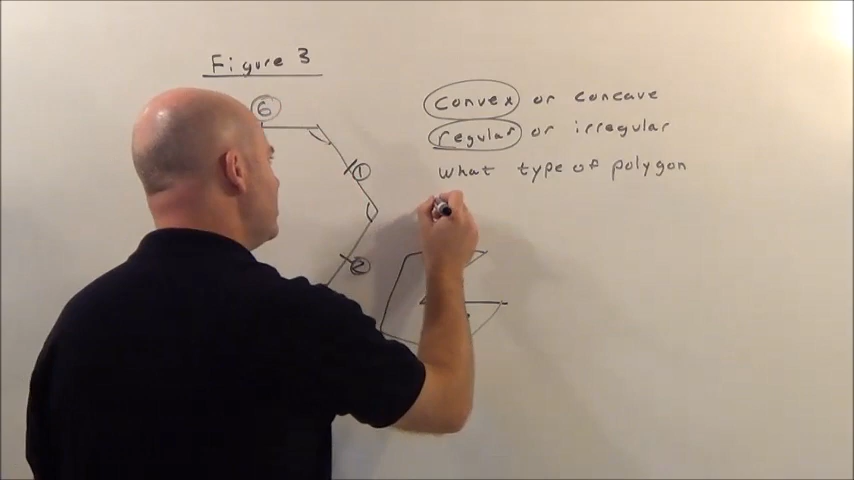 Figure 3
6
1
2
convex or concave
regular or irregular
what type of polygon